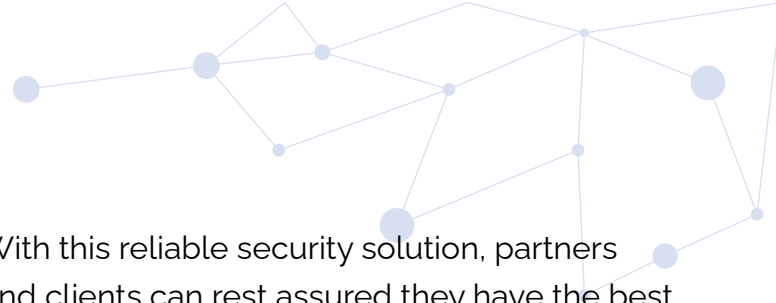 With this reliable security solution, partners
and clients can rest assured they have the best